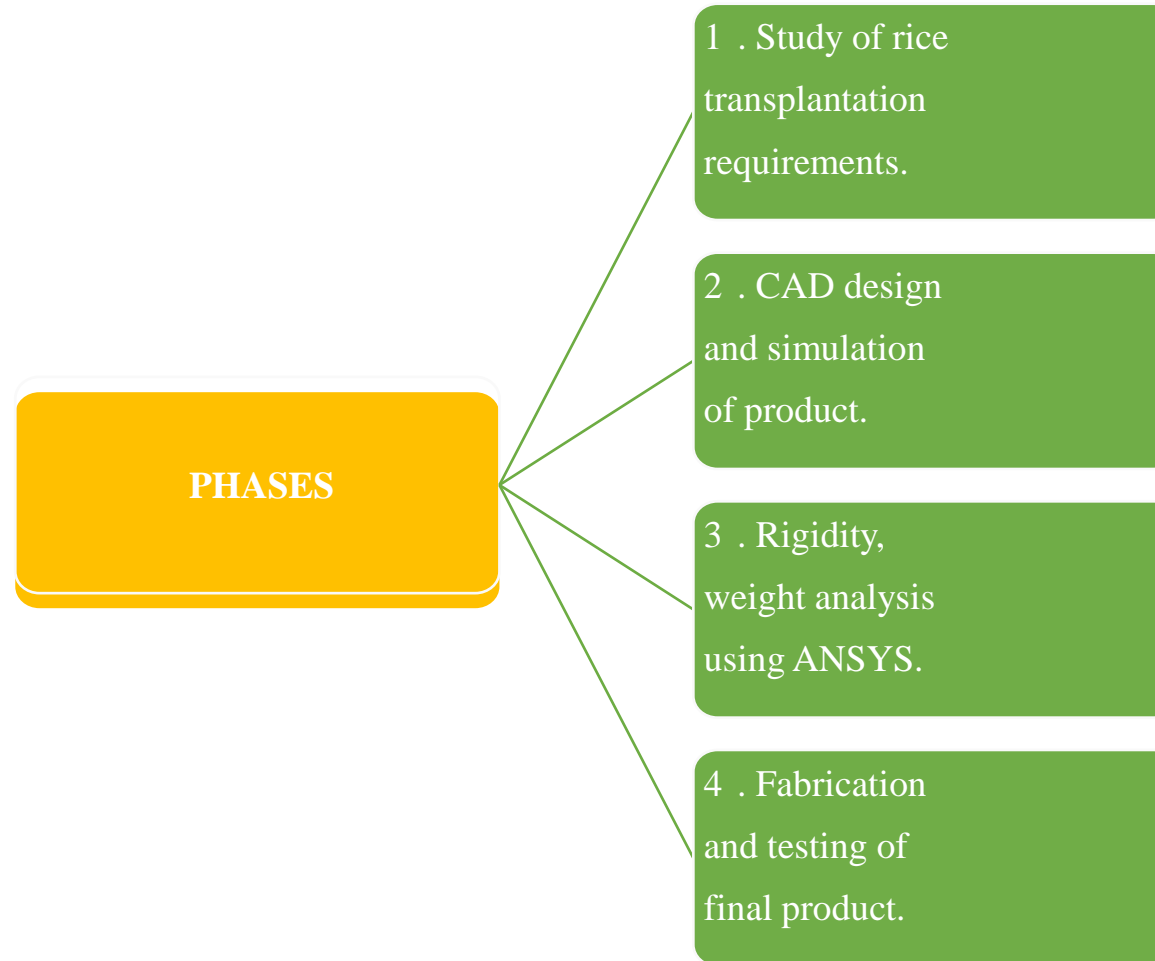 PHASES
1 . Study of rice
transplantation
requirements.
2 . CAD design
and simulation
of product.
3 . Rigidity,
weight analysis
using ANSYS.
4 . Fabrication
and testing of
final product.